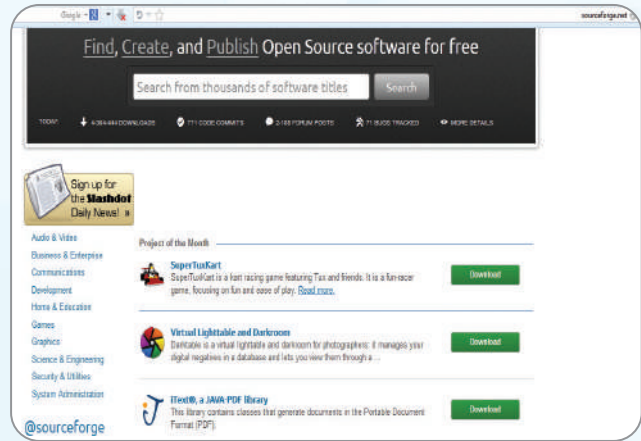 Google
sourceforge.net
Find, Create, and Publish Open Source software for free
Search from thousands of software titles
Search
TODAY:
DOWNLOADS
771 CODE COMMITS
FORUM POSTS
71 BUGS TRACKED
MORE DETAILS
Sign up for
the Slashdot
Daily News! »
Audio & Video
Business & Enterprise
Communications
Development
Home & Education
Games
Graphics
Science & Engineering
Security & Utilities
System Administration
@sourceforge
Project of the Month
SuperTuxKart
SuperTuxKart is a kart racing game featuring Tux and friends. It is a fun-racer
game, focusing on fun and ease of play. Read more.
Download
Virtual Lighttable and Darkroom
Darktable is a virtual lighttable and darkroom for photographers: it manages your
digital negatives in a database and lets you view them through a ...
Download
iText®, a JAVA-PDF library
This library contains classes that generate documents in the Portable Document
Format (PDF).
Download